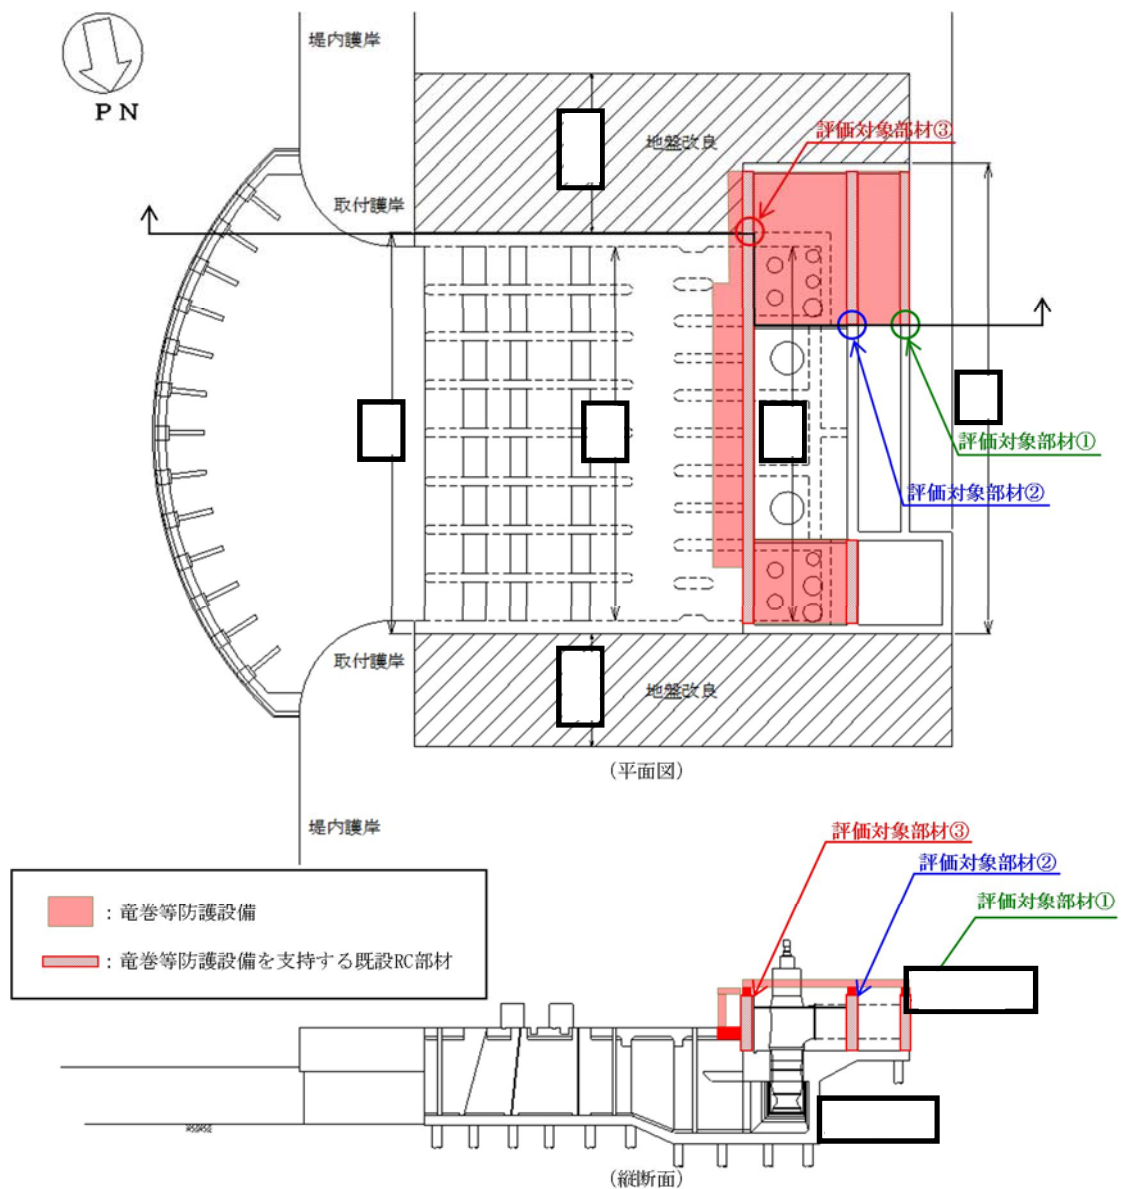 堤内護岸
PN
評価対象部材③
地盤改良
取付護岸
評価対象部材①
評価対象部材②
取付護岸
地盤改良
(平面図)
堤内護岸
評価対象部材③
評価対象部材②
評価対象部材①
：竜巻等防護設備
：竜巻等防護設備を支持する既設RC部材
(縦断面)